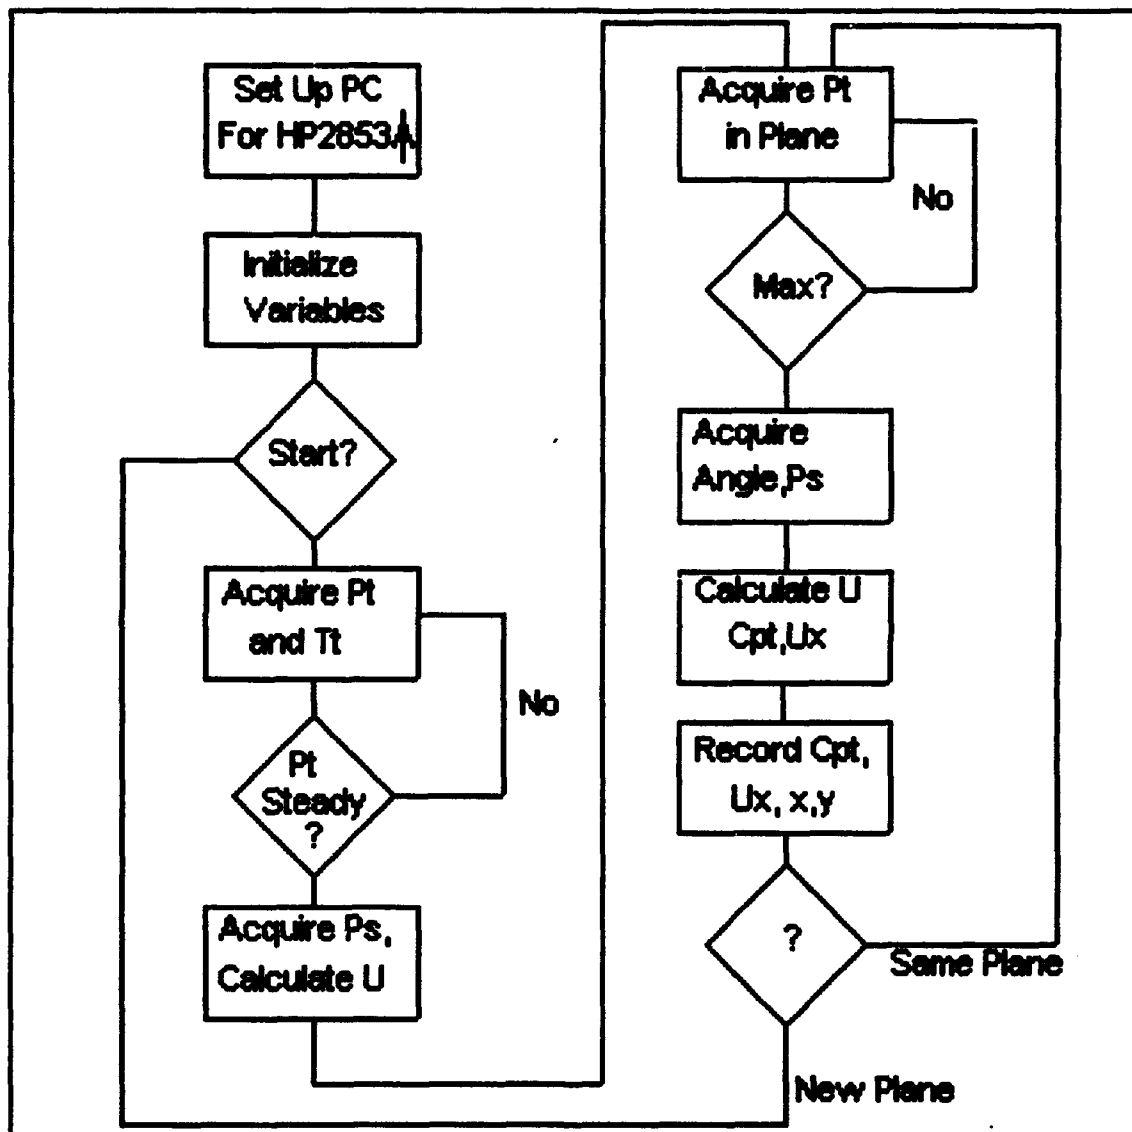 Set Up PC
For HP2853A
Initialize
Variables
Start?
Acquire Pt
and Tt
No
Pt
Steady
?
Acquire Ps,
Calculate U
Acquire Pt
in Plane
No
Max?
Acquire
Angle,Ps
Calculate U
Cpt,Ux
Record Cpt,
Ux, x,y
?
Same Plane
New Plane